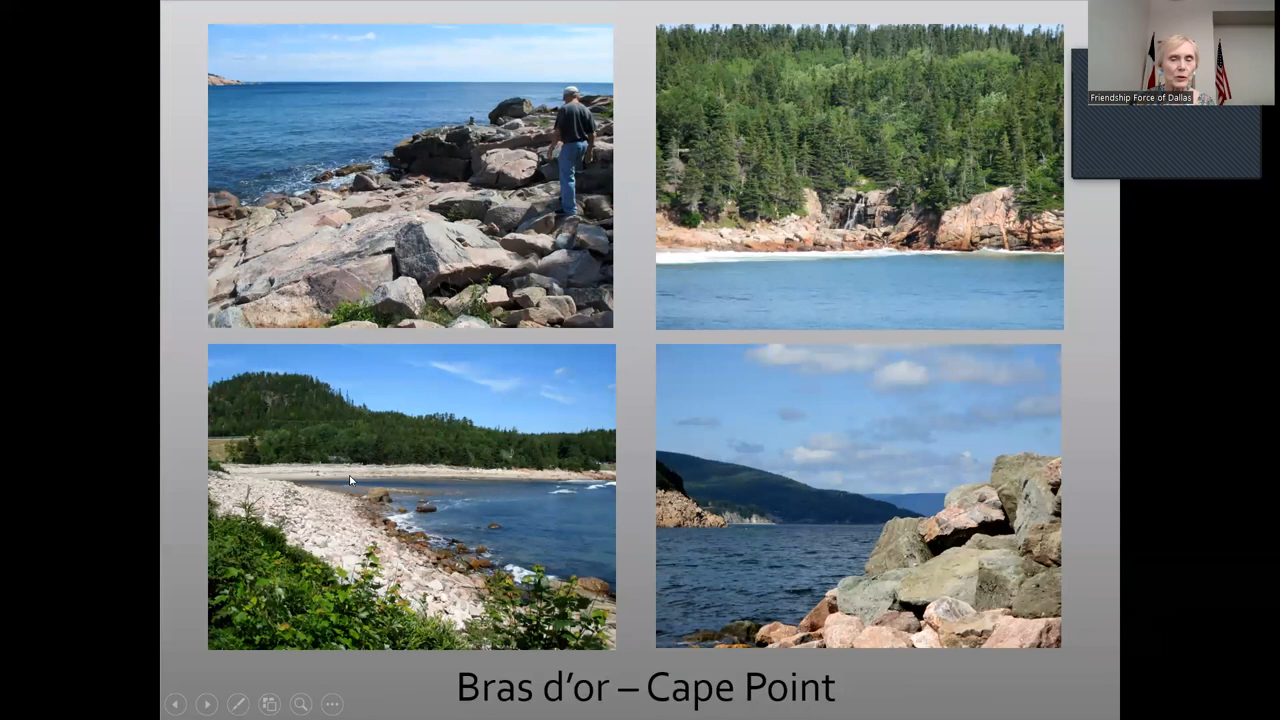 Friendship Force of Dallas
Bras d’or – Cape Point